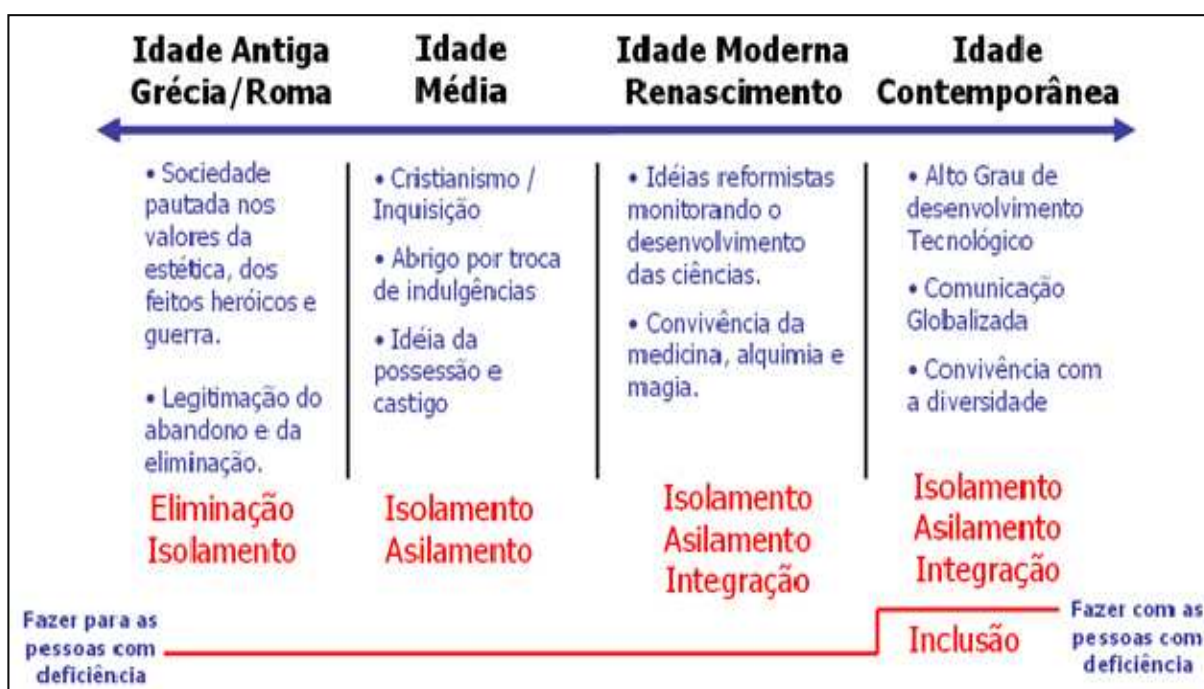 Idade Antiga
Grécia/Roma
Idade
Média
Idade Moderna
Renascimento
Idade
Contemporânea
• Sociedade
pautada nos
valores da
estética, dos
feitos heróicos e
guerra.
• Legitimação do
abandono e da
eliminação.
Eliminação
Isolamento
• Cristianismo /
Inquisição
• Abrigo por troca
de indulgências
• Idéia da
possessão e
castigo
Isolamento
Asilamento
• Idéias reformistas
monitorando o
desenvolvimento
das ciências.
• Convivência da
medicina, alquimia e
magia.
Isolamento
Asilamento
Integração
• Alto Grau de
desenvolvimento
Tecnológico
• Comunicação
Globalizada
• Convivência com
a diversidade
Isolamento
Asilamento
Integração
Inclusão
Fazer para as
pessoas com
deficiência
Fazer com as
pessoas com
deficiência